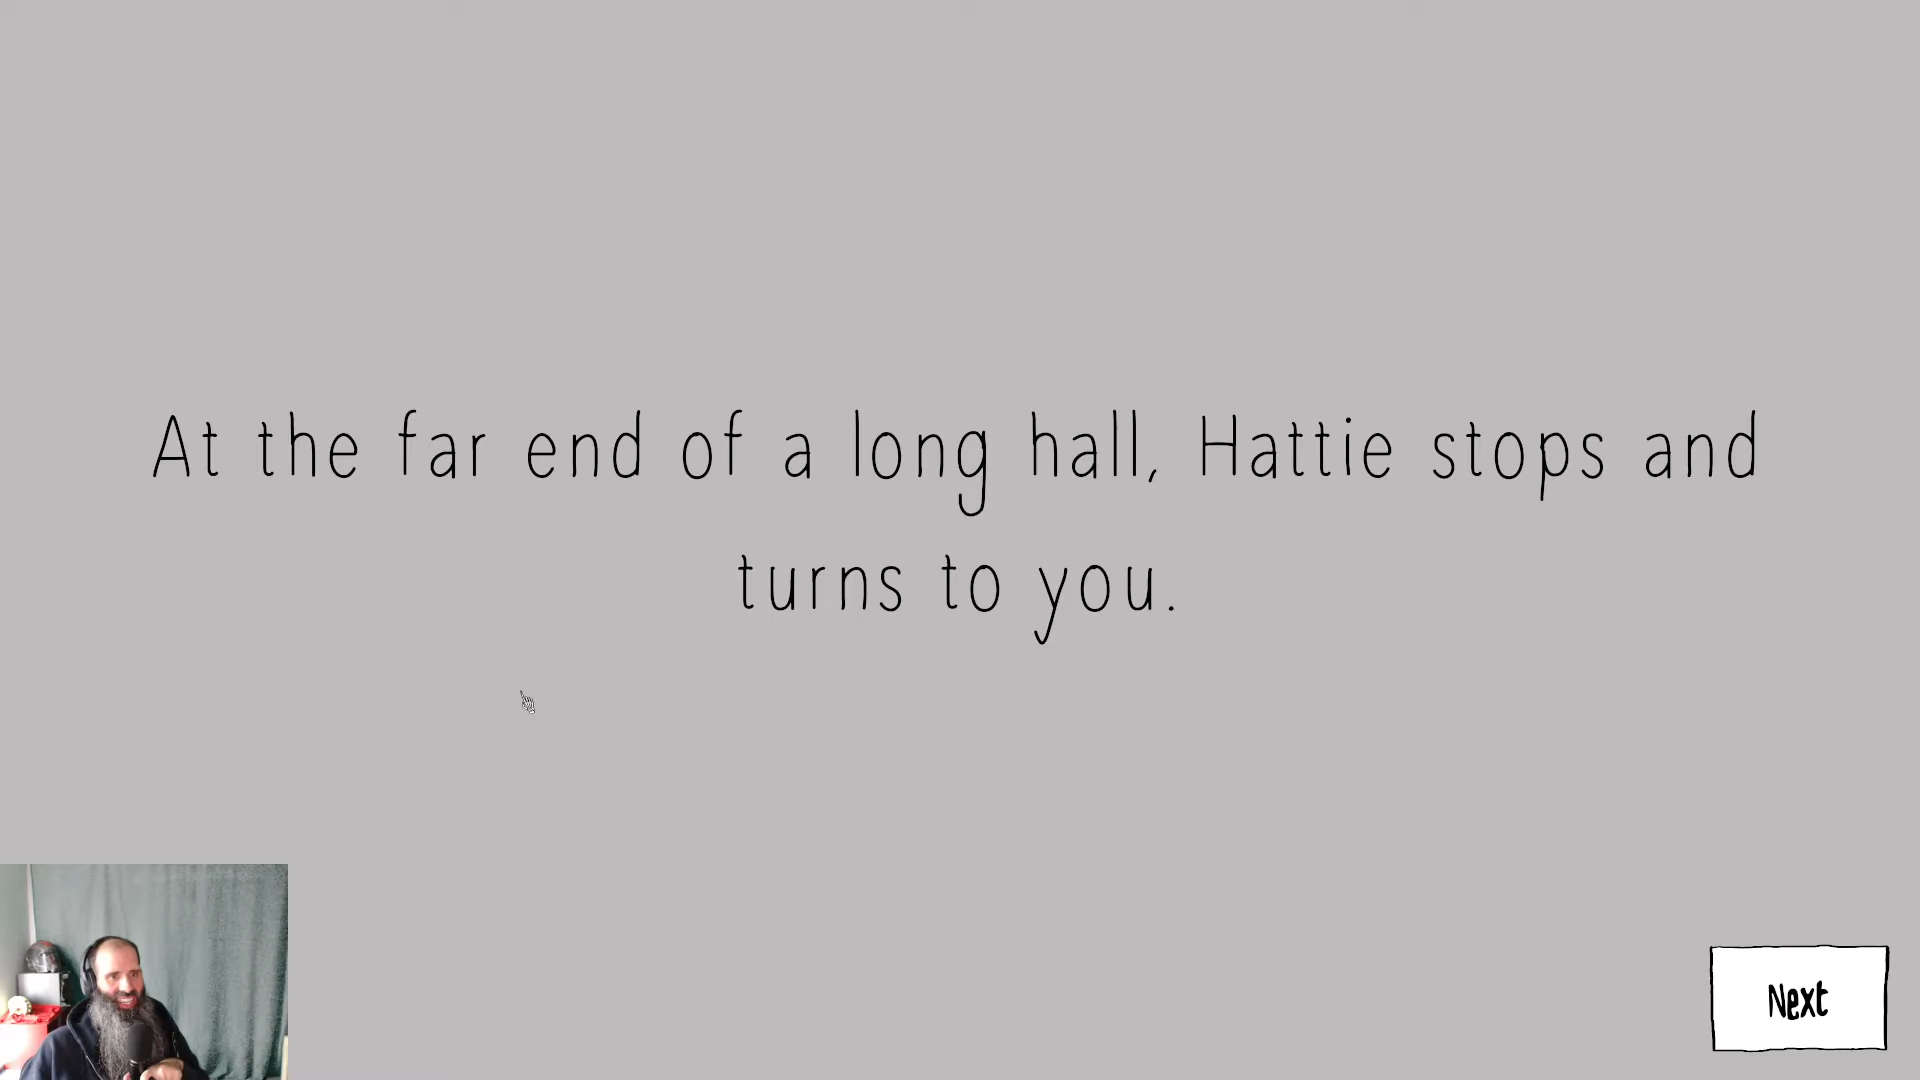 At the far end of a long hall, Hattie stops and
turns to you.
Next